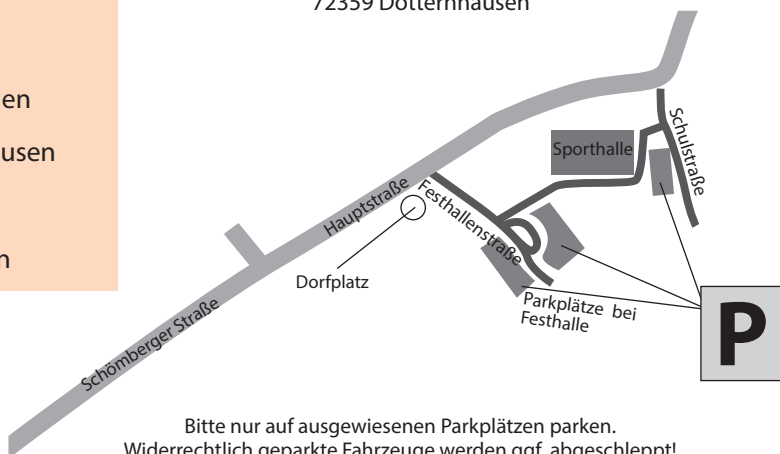 72359 Dotternhausen
en
usen
n
Schulstraße
Sporthalle
Hauptstraße
Festhallenstraße
Dorfplatz
Schömberger Straße
Parkplätze bei
Festhalle
P
Bitte nur auf ausgewiesenen Parkplätzen parken.
Widerrechtlich geparkte Fahrzeuge werden ggf. abgeschleppt!